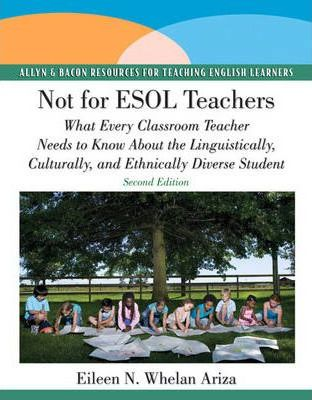 ALLYN & BACON RESOURCES FOR TEACHING ENGLISH LEARNERS
Not for ESOL Teachers
What Every Classroom Teacher
Needs to Know About the Linguistically,
Culturally, and Ethnically Diverse Student
Second Edition
Eileen N. Whelan Ariza